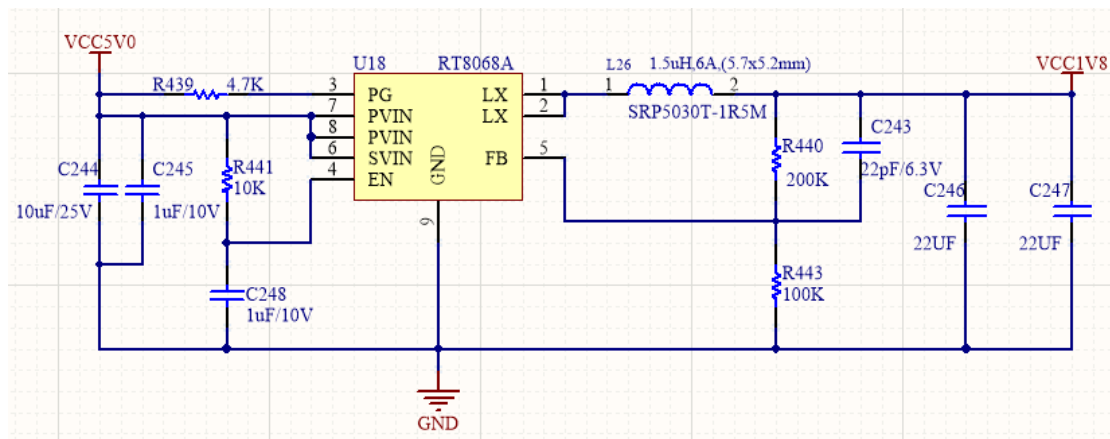 VCC5V0
U18
RT8068A
L26
1.5uH,6A,(5.7x5.2mm)
VCC1V8
R439
4.7K
3
PG
LX
1
1
2
7
PVIN
LX
2
SRP5030T-1R5M
8
PVIN
C243
C244
C245
R441
6
SVIN
FB
5
R440
10K
4
EN
GND
200K
22pF/6.3V
C246
C247
10uF/25V
1uF/10V
9
22UF
22UF
R443
C248
100K
1uF/10V
GND